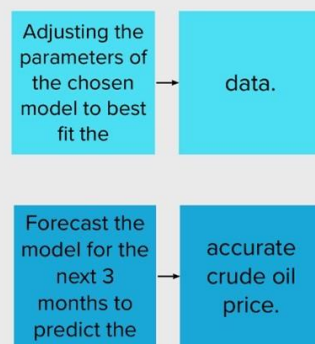 Adjusting the
parameters of
the chosen
model to best
fit the
data.
Forecast the
model for the
next 3
months to
predict the
accurate
crude oil
price.